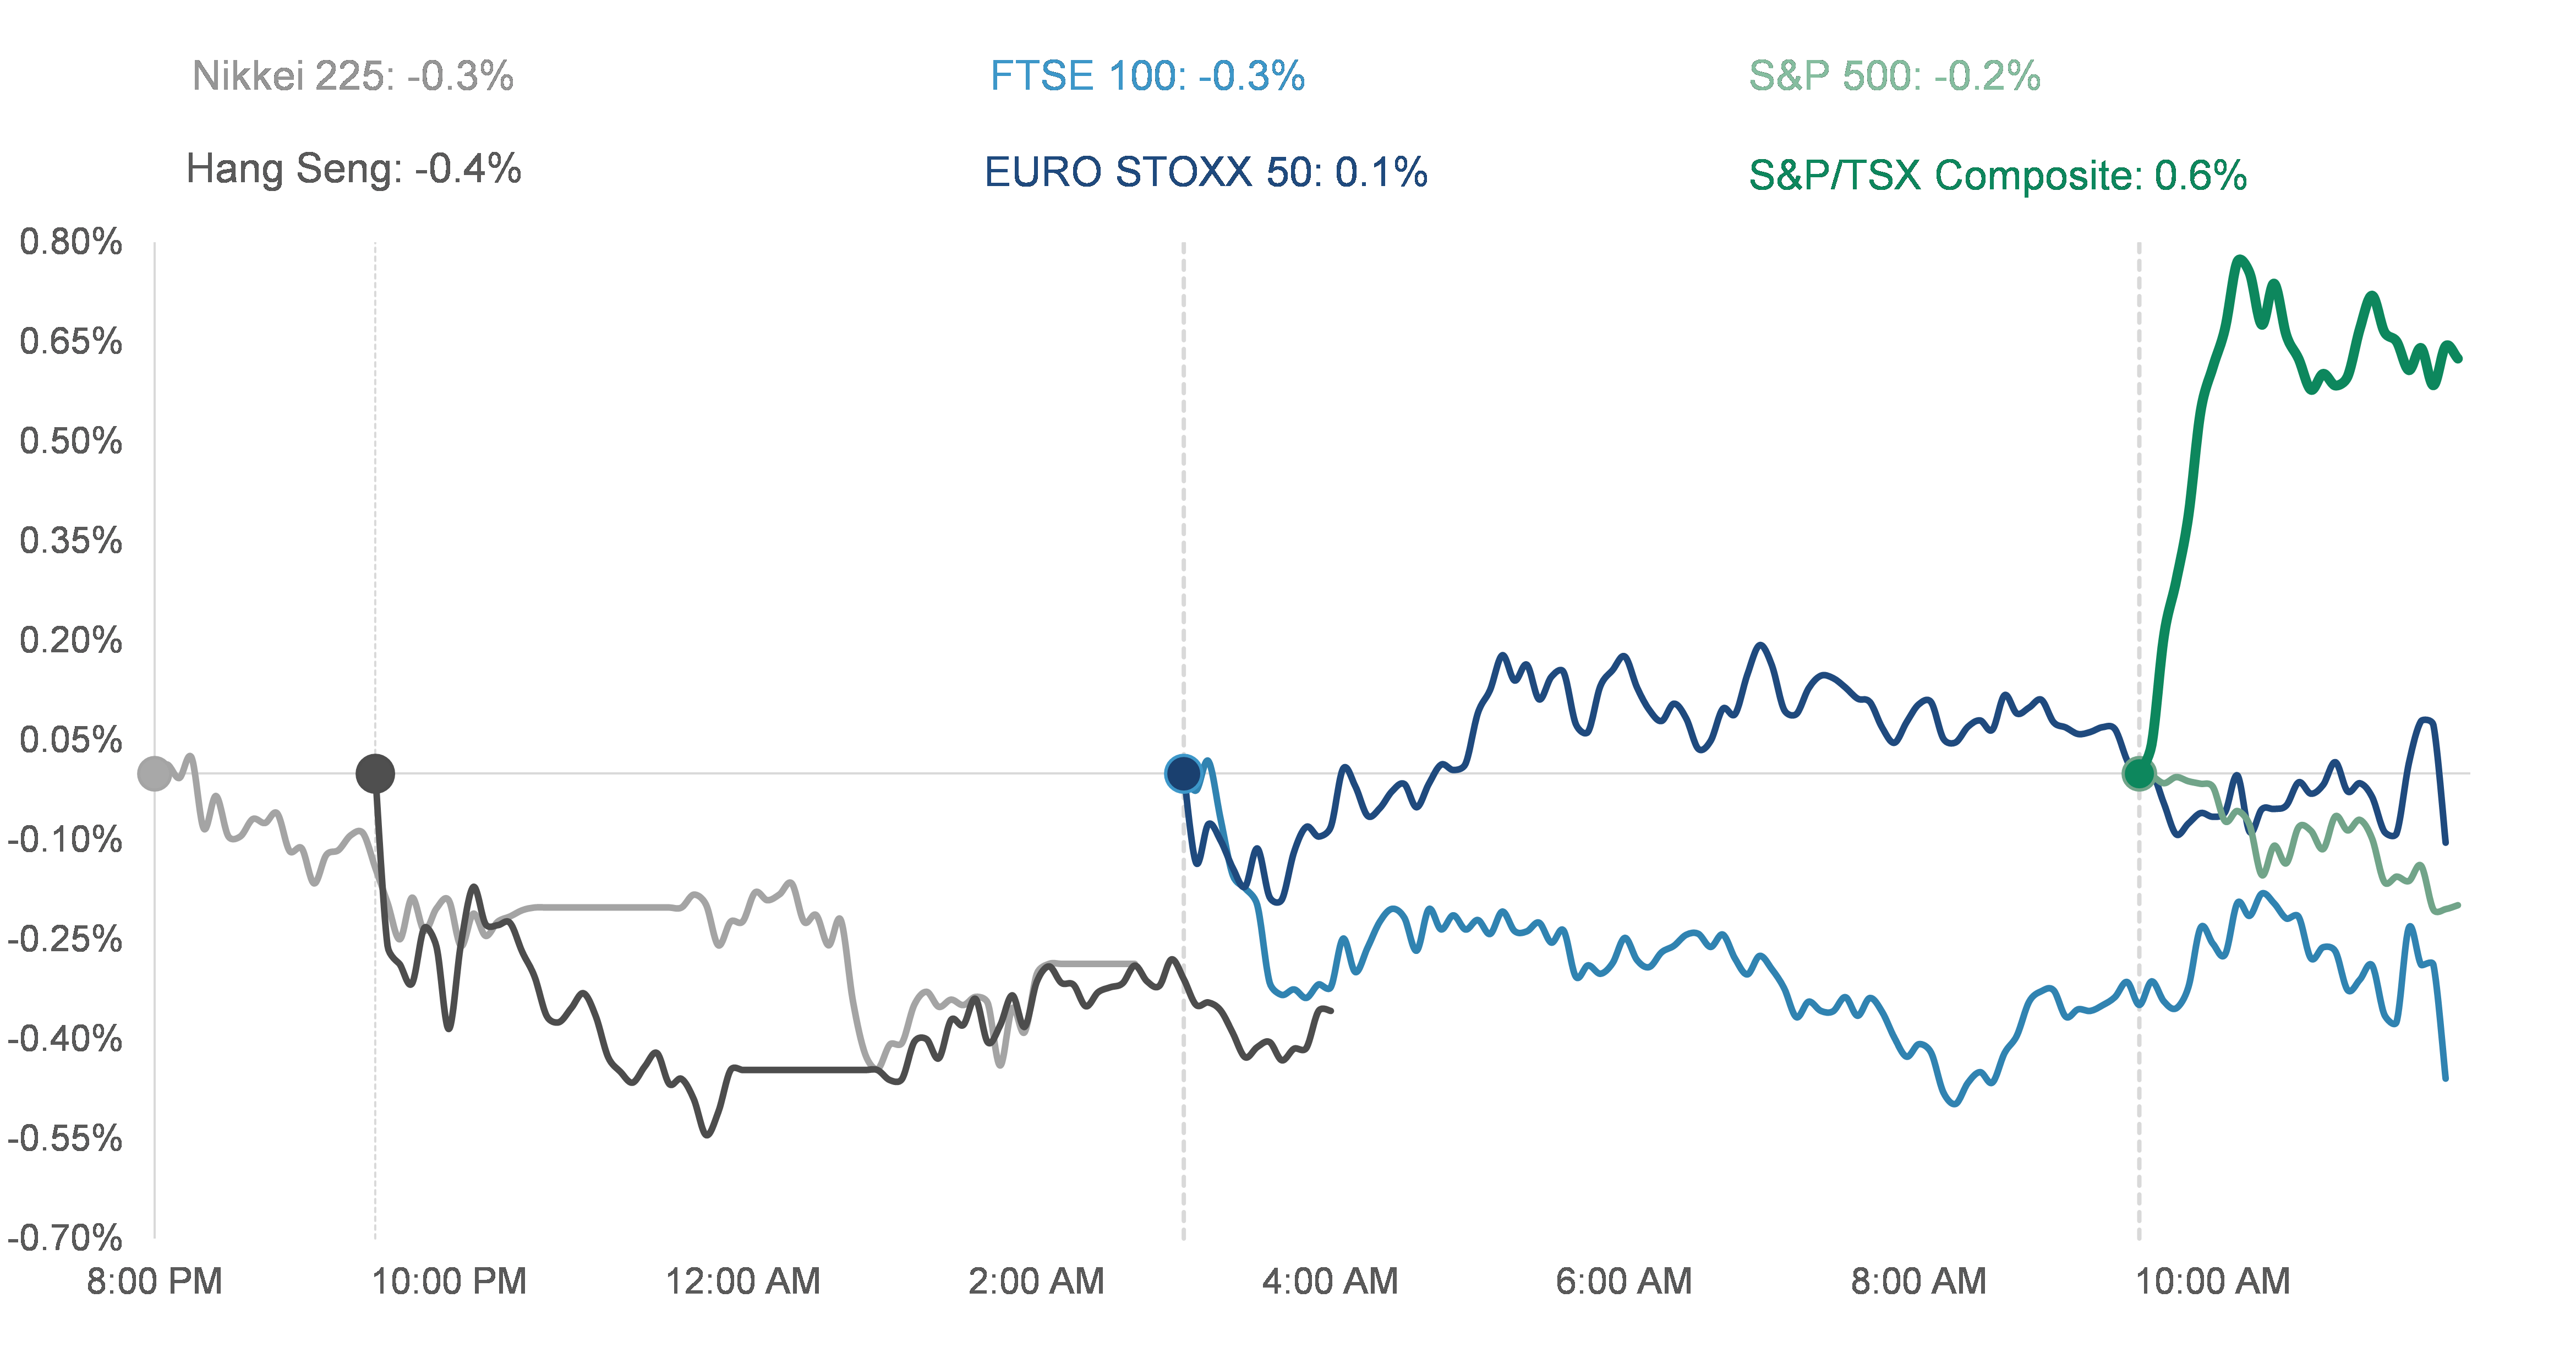 Nikkei 225: -0.3%
FTSE 100: -0.3%
S&P 500: -0.2%
Hang Seng: -0.4%
EURO STOXX 50: 0.1%
S&P/TSX Composite: 0.6%
0.80%
0.65%
0.50%
0.35%
0.20%
0.05%
-0.10%
-0.25%
-0.40%
-0.55%
-0.70%
8:00 PM
10:00 PM
12:00 AM
2:00 AM
4:00 AM
6:00 AM
8:00 AM
10:00 AM